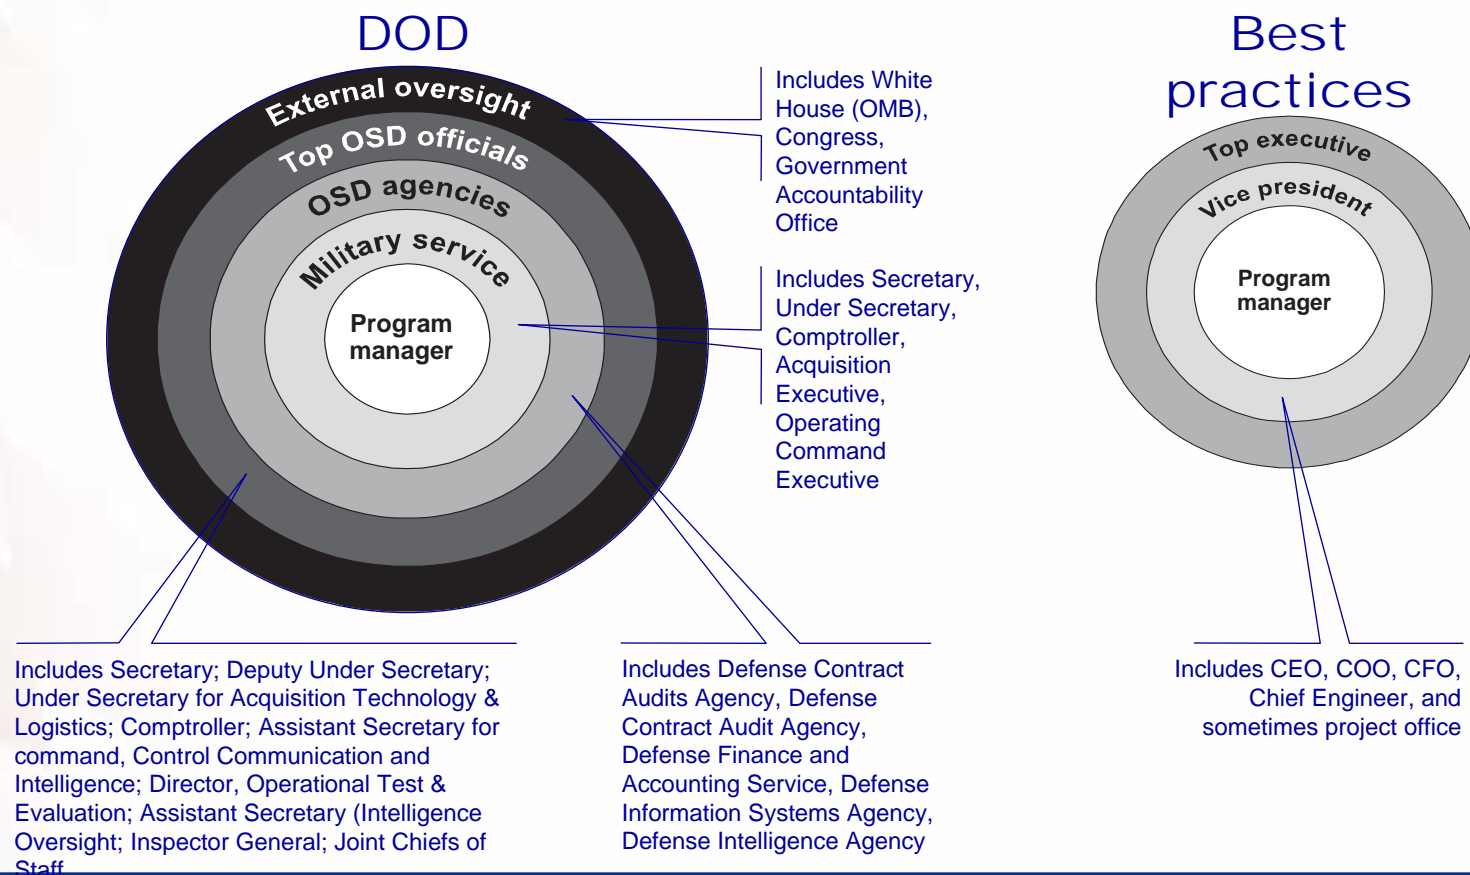 DOD
External oversight
Top OSD officials
OSD agencies
Military service
Program
manager
Includes White
House (OMB),
Congress,
Government
Accountability
Office
Includes Secretary,
Under Secretary,
Comptroller,
Acquisition
Executive,
Operating
Command
Executive
Includes Secretary; Deputy Under Secretary;
Under Secretary for Acquisition Technology &
Logistics; Comptroller; Assistant Secretary for
command, Control Communication and
Intelligence; Director, Operational Test &
Evaluation; Assistant Secretary (Intelligence
Oversight; Inspector General; Joint Chiefs of
Staff
Includes Defense Contract
Audits Agency, Defense
Contract Audit Agency,
Defense Finance and
Accounting Service, Defense
Information Systems Agency,
Defense Intelligence Agency
Best
practices
Top executive
Vice president
Program
manager
Includes CEO, COO, CFO,
Chief Engineer, and
sometimes project office